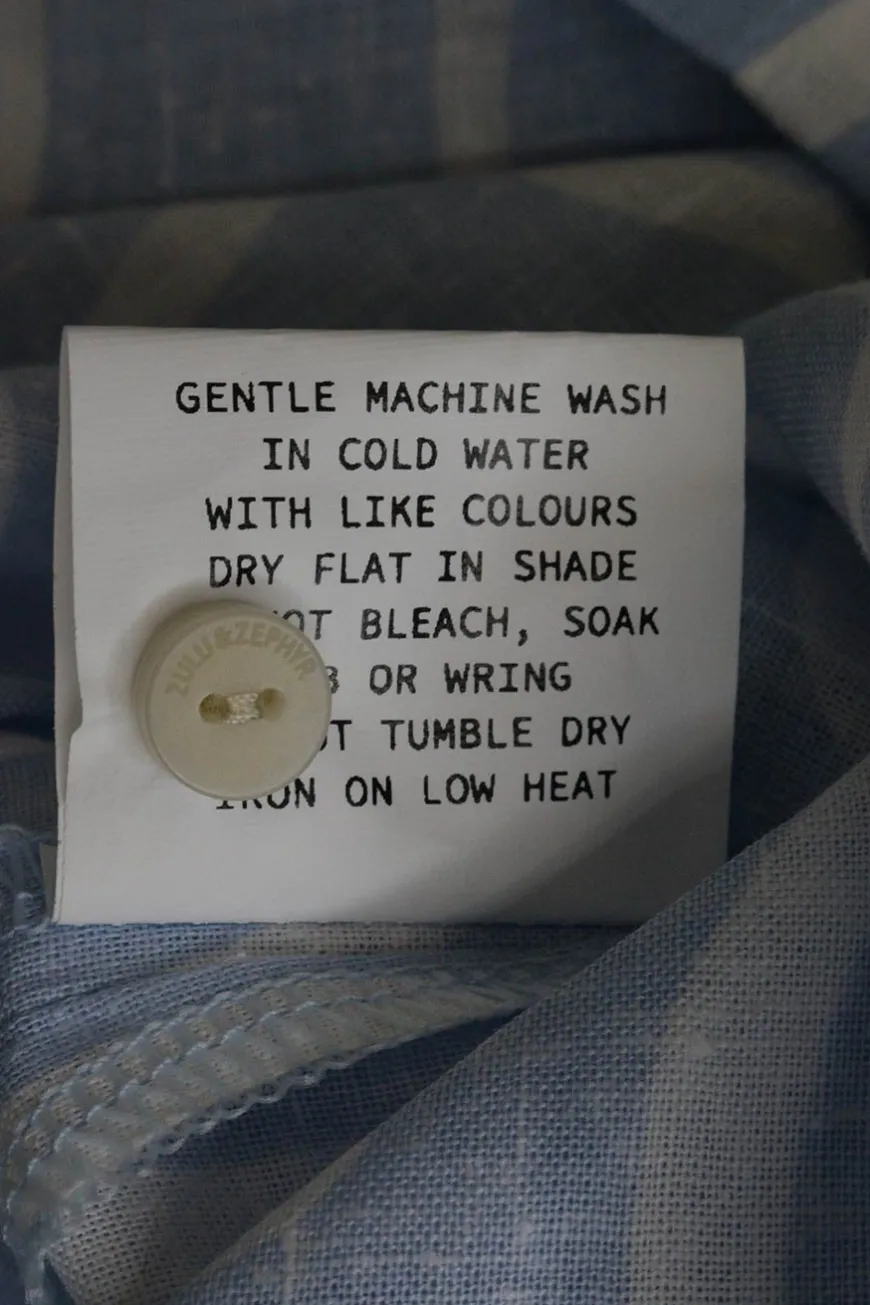 GENTLE MACHINE WASH
IN COLD WATER
WITH LIKE COLOURS
DRY FLAT IN SHADE
BLEACH, SOAK
OR WRING
TUMBLE DRY
IRON ON LOW HEAT
ZULU&ZEPHYR